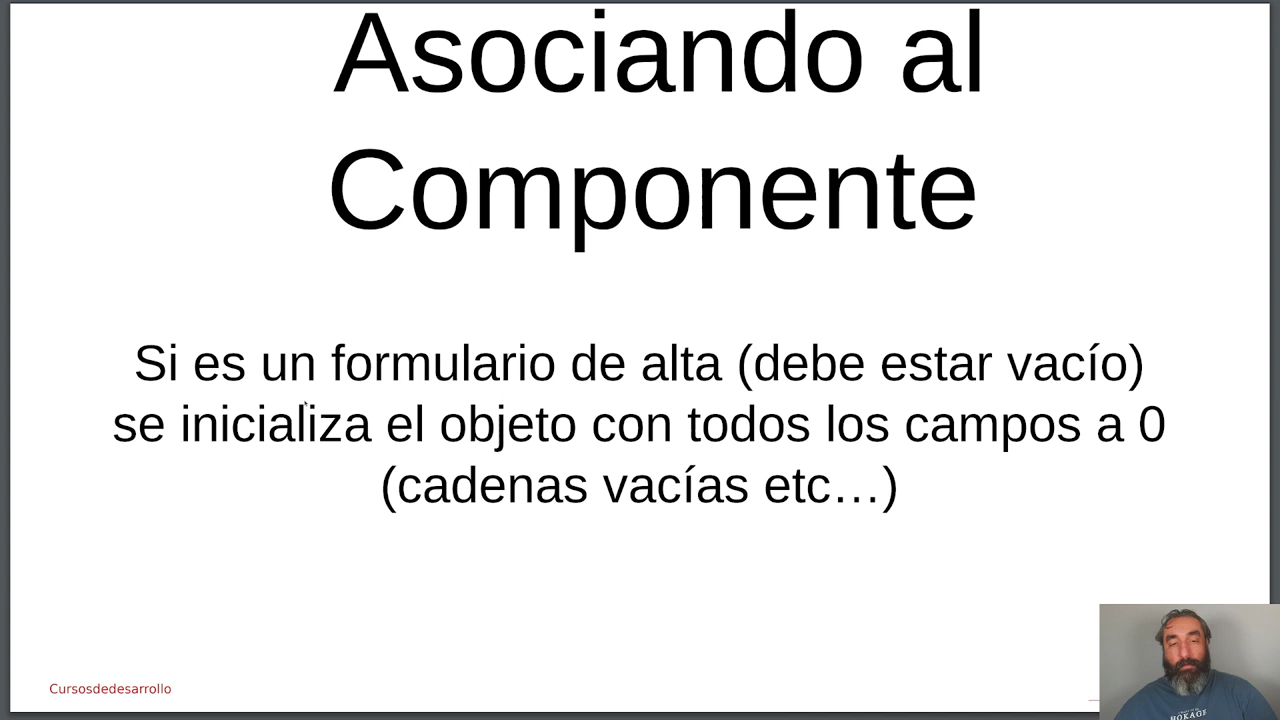 Asociando al
Componente
Si es un formulario de alta (debe estar vacío)
se inicializa el objeto con todos los campos a 0
(cadenas vacías etc…)
Cursosdedesarrollo
HOKAGE